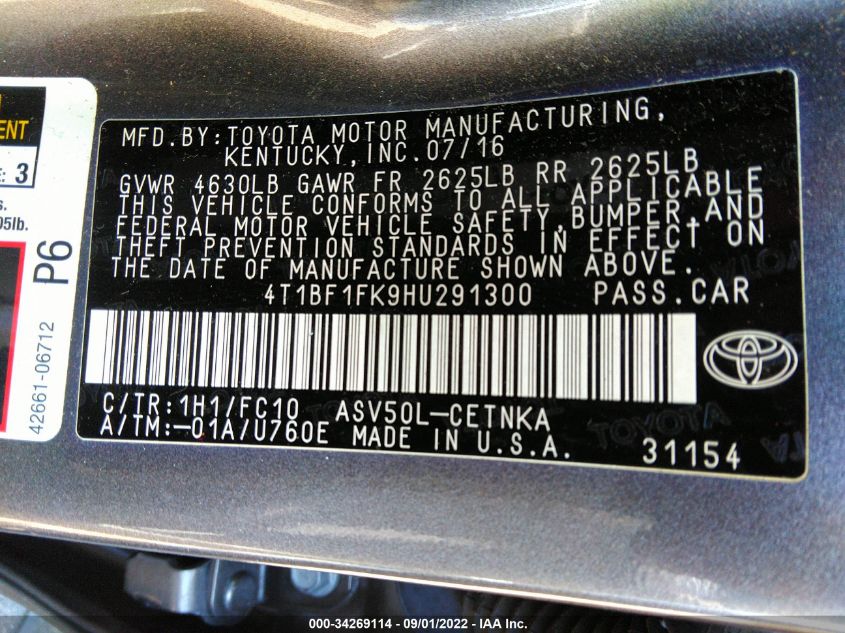 ENT
: 3
s.
05lb.
P6
42661-06712
MFD.BY:TOYOTA MOTOR MANUFACTURING,
KENTUCKY,INC.07/16
GVWR 4630LB GAWR FR 2625LB RR 2625LB
THIS VEHICLE CONFORMS TO ALL APPLICABLE
FEDERAL MOTOR VEHICLE SAFETY,BUMPER,AND
THEFT PREVENTION STANDARDS IN EFFECT ON
THE DATE OF MANUFACTURE SHOWN ABOVE.
4T1BF1FK9HU291300 PASS.CAR
C/TR:1H1/FC10 ASV50L-CETNKA
A/TM:-01A/U760E MADE IN U.S.A.
31154
000-34269114 - 09/01/2022 - IAA Inc.